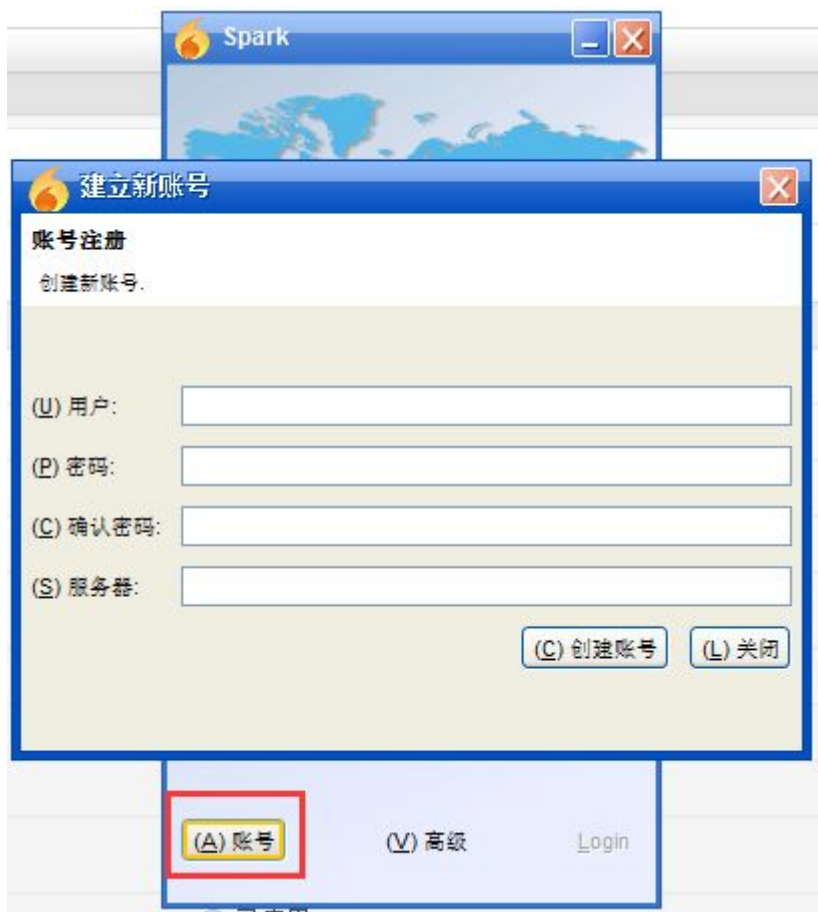 Spark
建立新账号
账号注册
创建新账号.
(U) 用户:
(P) 密码:
(C) 确认密码:
(S) 服务器:
(C) 创建账号 (L) 关闭
(A) 账号 (V) 高级 Login